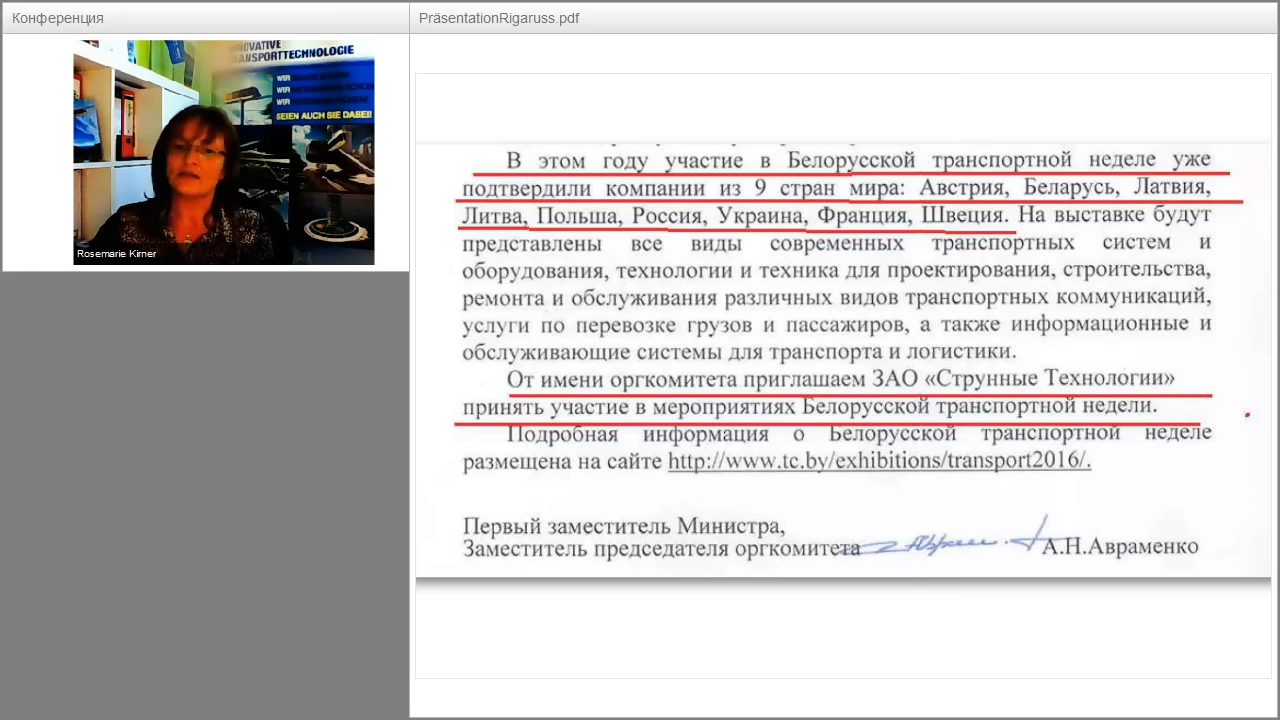 Конференция
PräsentationRigaruss.pdf
INNOVATIVE
TRANSPORTTECHNOLOGIE
WIR
WIR
WIR
SEIEN AUCH SIE DABEI!
Rosemarie Kirner
В этом году участие в Белорусской транспортной неделе уже
подтвердили компании из 9 стран мира: Австрия, Беларусь, Латвия,
Литва, Польша, Россия, Украина, Франция, Швеция. На выставке будут
представлены все виды современных транспортных систем и
оборудования, технологии и техника для проектирования, строительства,
ремонта и обслуживания различных видов транспортных коммуникаций,
услуги по перевозке грузов и пассажиров, а также информационные и
обслуживающие системы для транспорта и логистики.
От имени оргкомитета приглашаем ЗАО «Струнные Технологии»
принять участие в мероприятиях Белорусской транспортной недели.
Подробная информация о Белорусской транспортной неделе
размещена на сайте http://www.tc.by/exhibitions/transport2016/.
Первый заместитель Министра,
Заместитель председателя оргкомитета А.Н.Авраменко